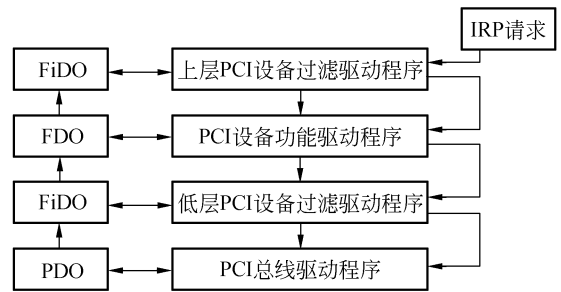 IRP请求
FiDO
上层PCI设备过滤驱动程序
FDO
PCI设备功能驱动程序
FiDO
低层PCI设备过滤驱动程序
PDO
PCI总线驱动程序